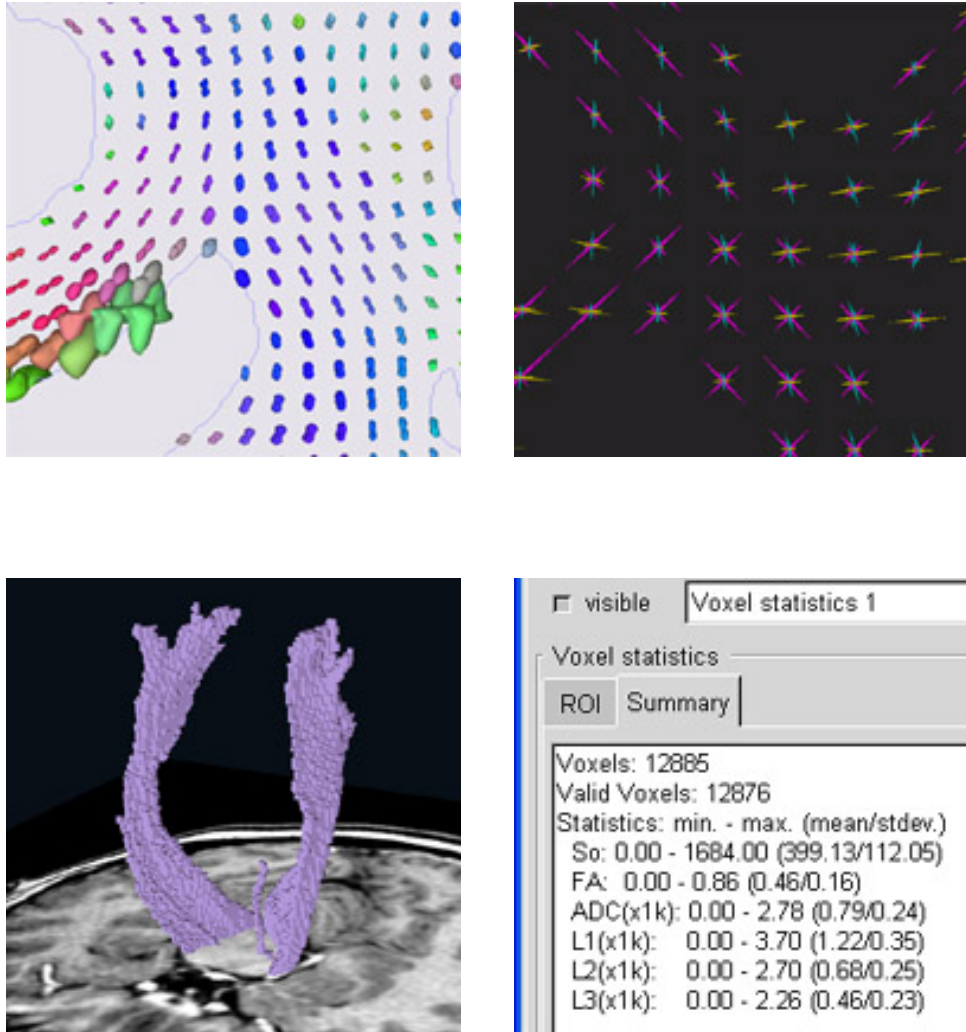 visible
Voxel statistics 1
Voxel statistics
ROI
Summary
Voxels: 12885
Valid Voxels: 12876
Statistics: min. - max. (mean/stdev.)
So: 0.00 - 1684.00 (399.13/112.05)
FA: 0.00 - 0.86 (0.46/0.16)
ADC(x1k): 0.00 - 2.78 (0.79/0.24)
L1(x1k): 0.00 - 3.70 (1.22/0.35)
L2(x1k): 0.00 - 2.70 (0.68/0.25)
L3(x1k): 0.00 - 2.26 (0.46/0.23)